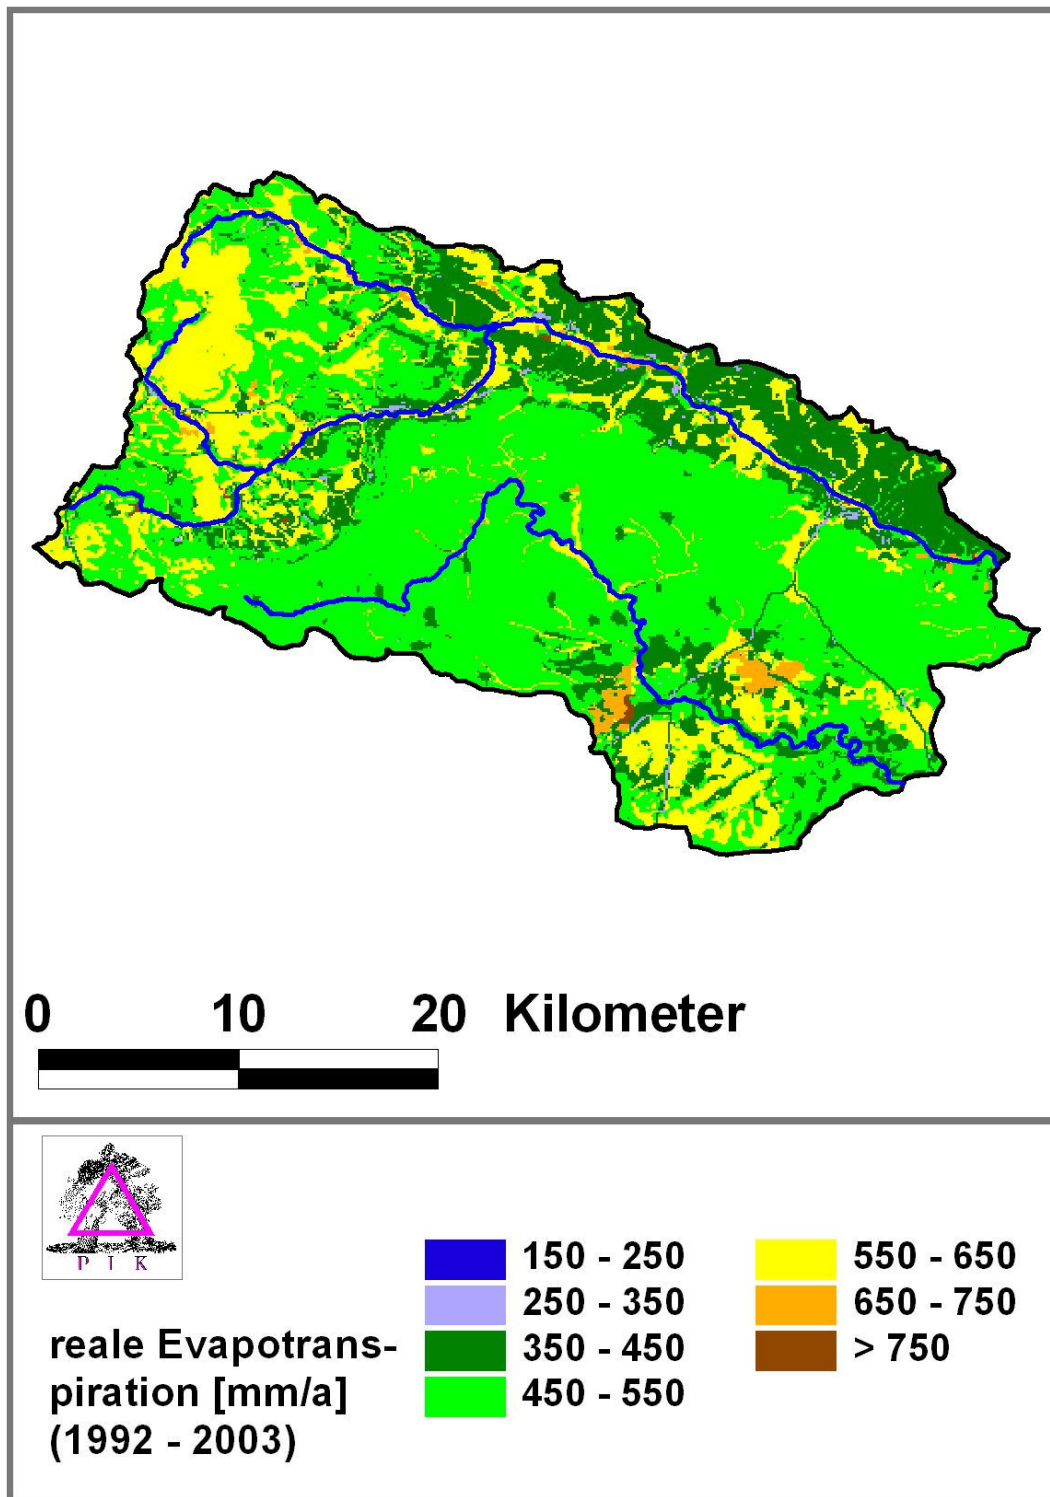 0 10 20 Kilometer
P I K
reale Evapotrans-
piration [mm/a]
(1992 - 2003)
150 - 250
250 - 350
350 - 450
450 - 550
550 - 650
650 - 750
> 750